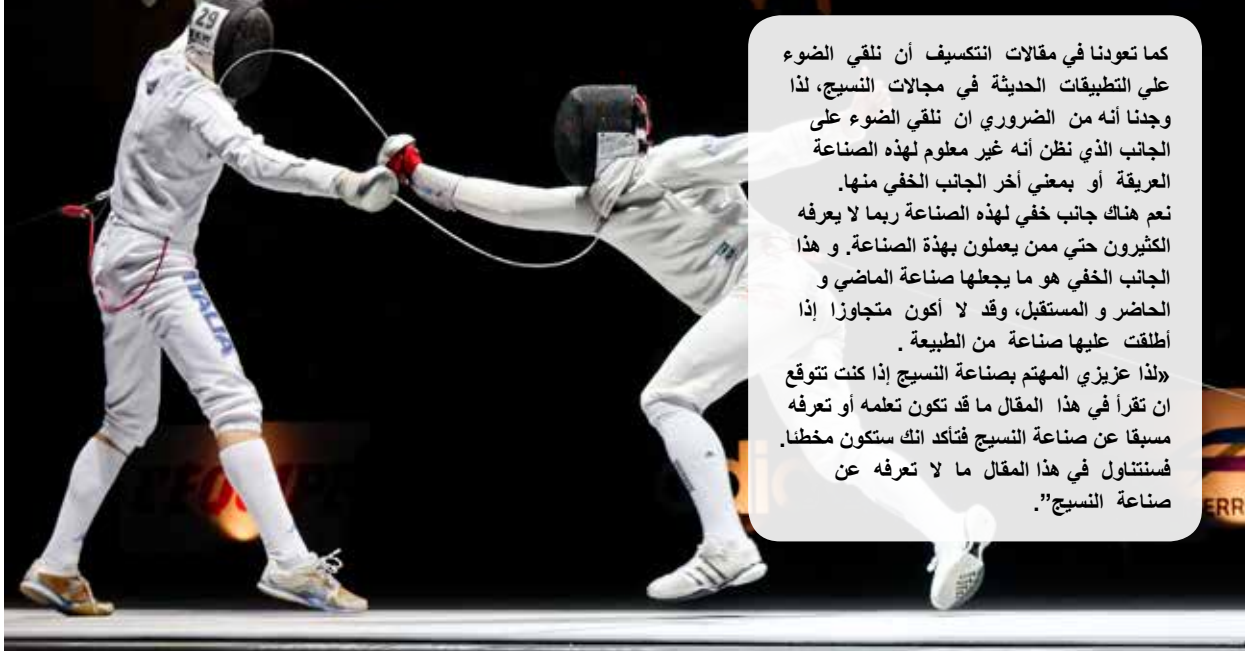 كما تعودنا في مقالات انتكسيف أن نلقي الضوء
علي التطبيقات الحديثة في مجالات النسيج، لذا
وجدنا أنه من الضروري ان نلقي الضوء على
الجانب الذي نظن أنه غير معلوم لهذه الصناعة
العريقة أو بمعني أخر الجانب الخفي منها.
نعم هناك جانب خفي لهذه الصناعة ربما لا يعرفه
الكثيرون حتي ممن يعملون بهذة الصناعة. و هذا
الجانب الخفي هو ما يجعلها صناعة الماضي و
الحاضر و المستقبل، وقد لا أكون متجاوزا إذا
أطلقت عليها صناعة من الطبيعة .
«لذا عزيزي المهتم بصناعة النسيج إذا كنت تتوقع
ان تقرأ في هذا المقال ما قد تكون تعلمه أو تعرفه
مسبقا عن صناعة النسيج فتأكد انك ستكون مخطئا.
فسنتناول في هذا المقال ما لا تعرفه عن
صناعة النسيج”.
29
ITALIA
ERR